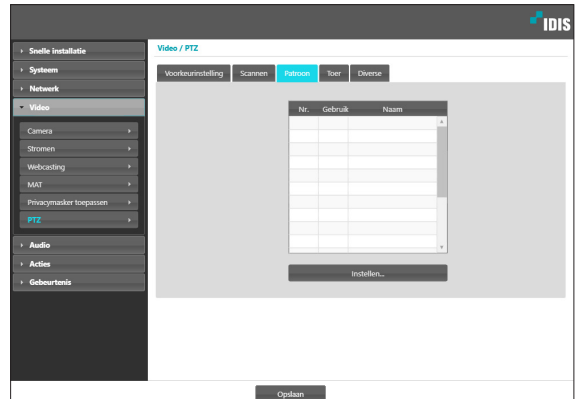 IDIS
Snelle installatie
Systeem
Netwerk
Video
Camera
Stromen
Webcasting
MAT
Privacymasker toepassen
PTZ
Audio
Acties
Gebeurtenis
Video / PTZ
Voorkeurinstelling Scannen Patroon Toer Diverse
Nr. Gebruik Naam
Instellen...
Opslaan